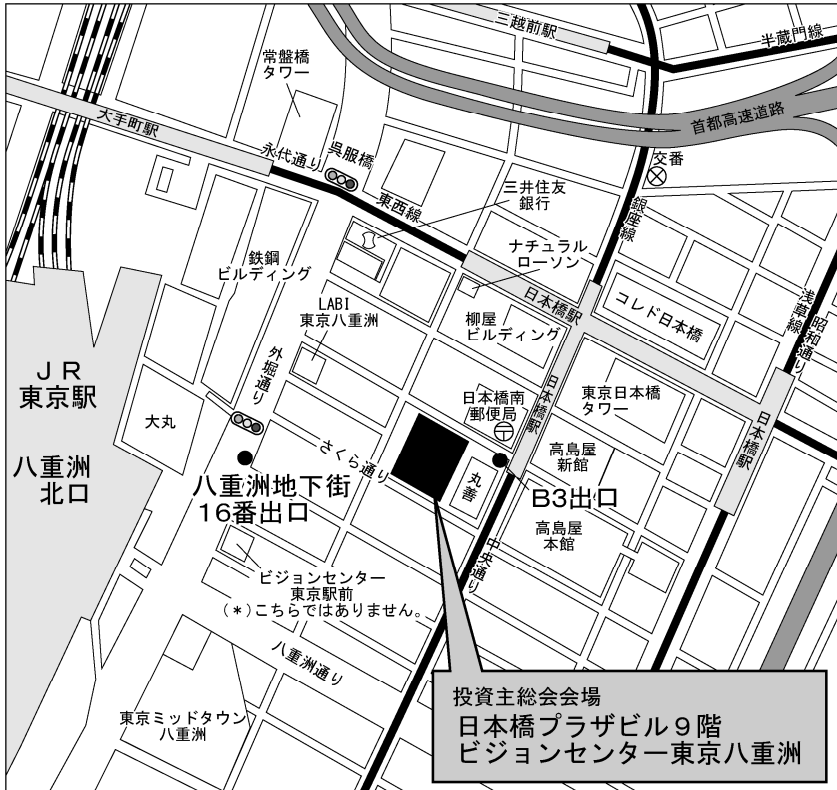 三越前駅
半蔵門線
常盤橋
タワー
大手町駅
首都高速道路
永代通り
呉服橋
交番
三井住友
銀行
東西線
銀座線
ナチュラル
ローソン
鉄鋼
ビルディング
日本橋駅
コレド日本橋
浅草線
昭和通り
LABI
東京八重洲
柳屋
ビルディング
外堀通り
JR
東京駅
日本橋南
郵便局
日本橋駅
東京日本橋
タワー
日本橋駅
大丸
さくら通り
高島屋
新館
八重洲
北口
八重洲地下街
16番出口
丸善
B3出口
高島屋
本館
中央通り
ビジョンセンター
東京駅前
(*)こちらではありません。
八重洲通り
東京ミッドタウン
八重洲
投資主総会会場
日本橋プラザビル9階
ビジョンセンター東京八重洲